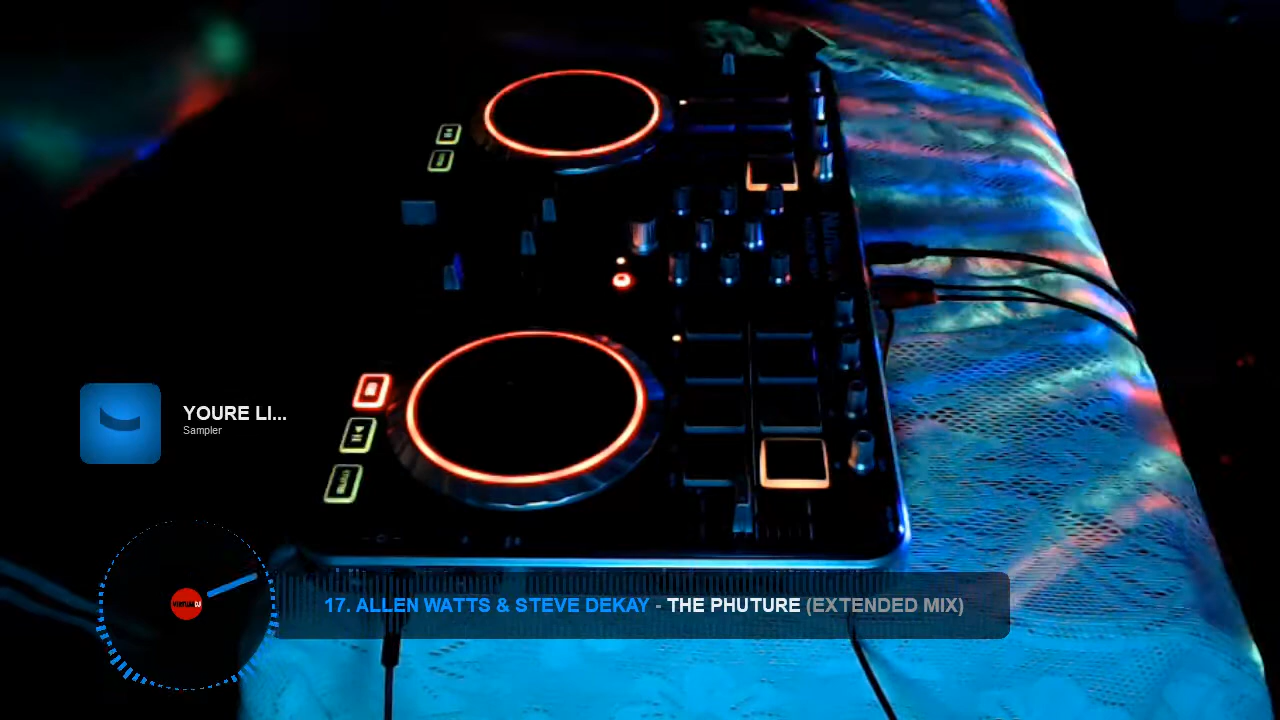 YOURE LI...
Sampler
17. ALLEN WATTS & STEVE DEKAY - THE PHUTURE (EXTENDED MIX)